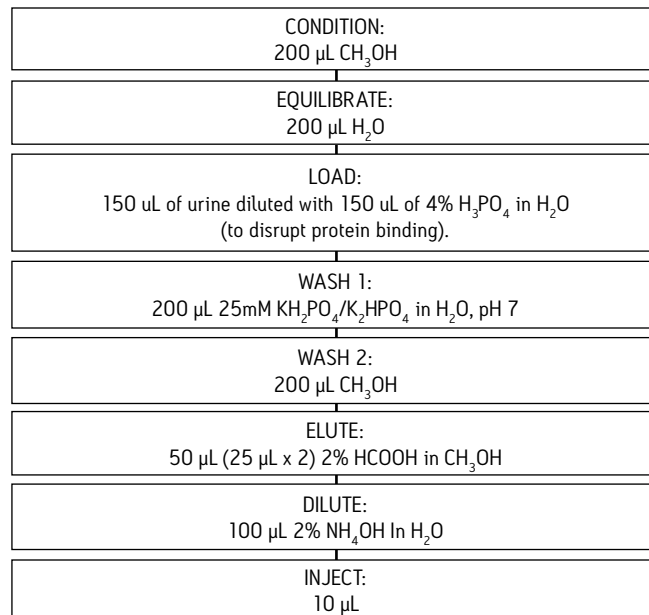 CONDITION:
200 µL CH₃OH
EQUILIBRATE:
200 µL H₂O
LOAD:
150 uL of urine diluted with 150 uL of 4% H₃PO₄ in H₂O
(to disrupt protein binding).
WASH 1:
200 µL 25mM KH₂PO₄/K₂HPO₄ in H₂O, pH 7
WASH 2:
200 µL CH₃OH
ELUTE:
50 µL (25 µL x 2) 2% HCOOH in CH₃OH
DILUTE:
100 µL 2% NH₄OH In H₂O
INJECT:
10 µL